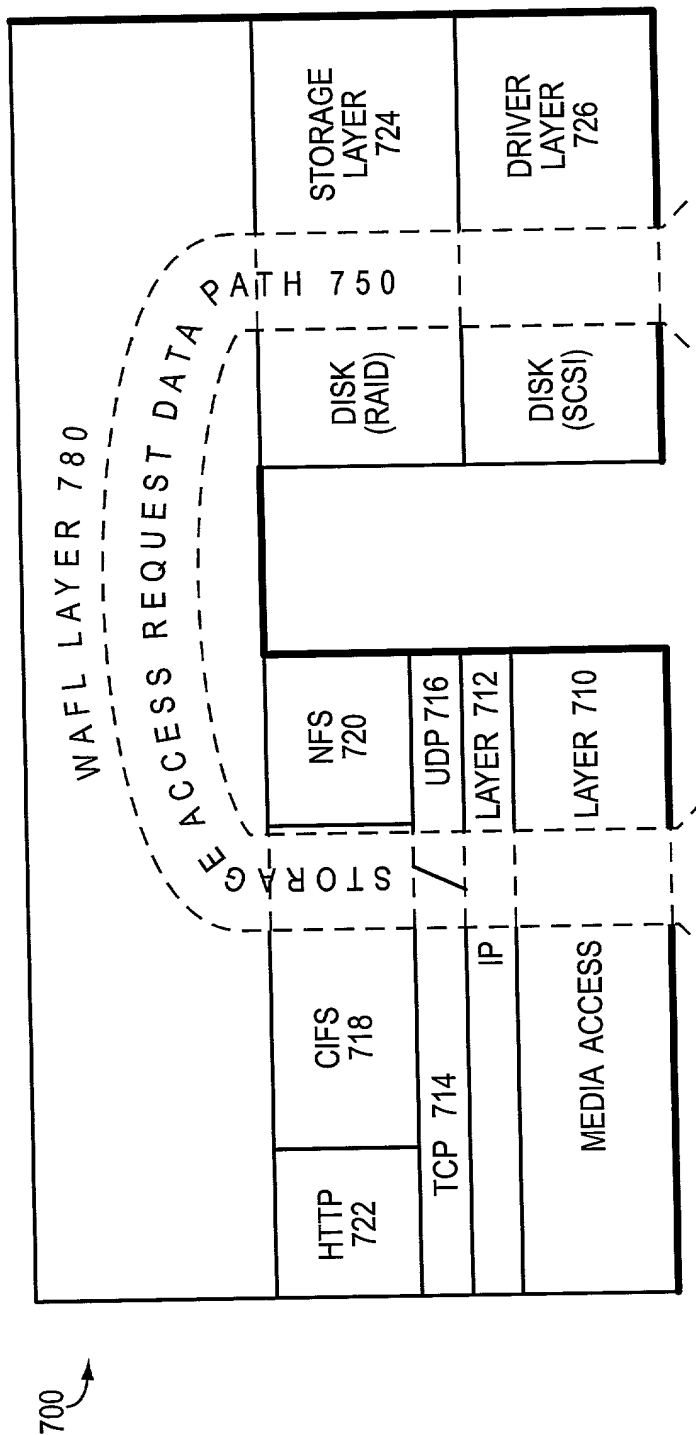 700
WAFL LAYER 780
STORAGE ACCESS REQUEST DATA PATH 750
HTTP
722
CIFS
718
NFS
720
TCP 714
UDP 716
IP
LAYER 712
MEDIA ACCESS
LAYER 710
DISK
(RAID)
STORAGE
LAYER
724
DISK
(SCSI)
DRIVER
LAYER
726